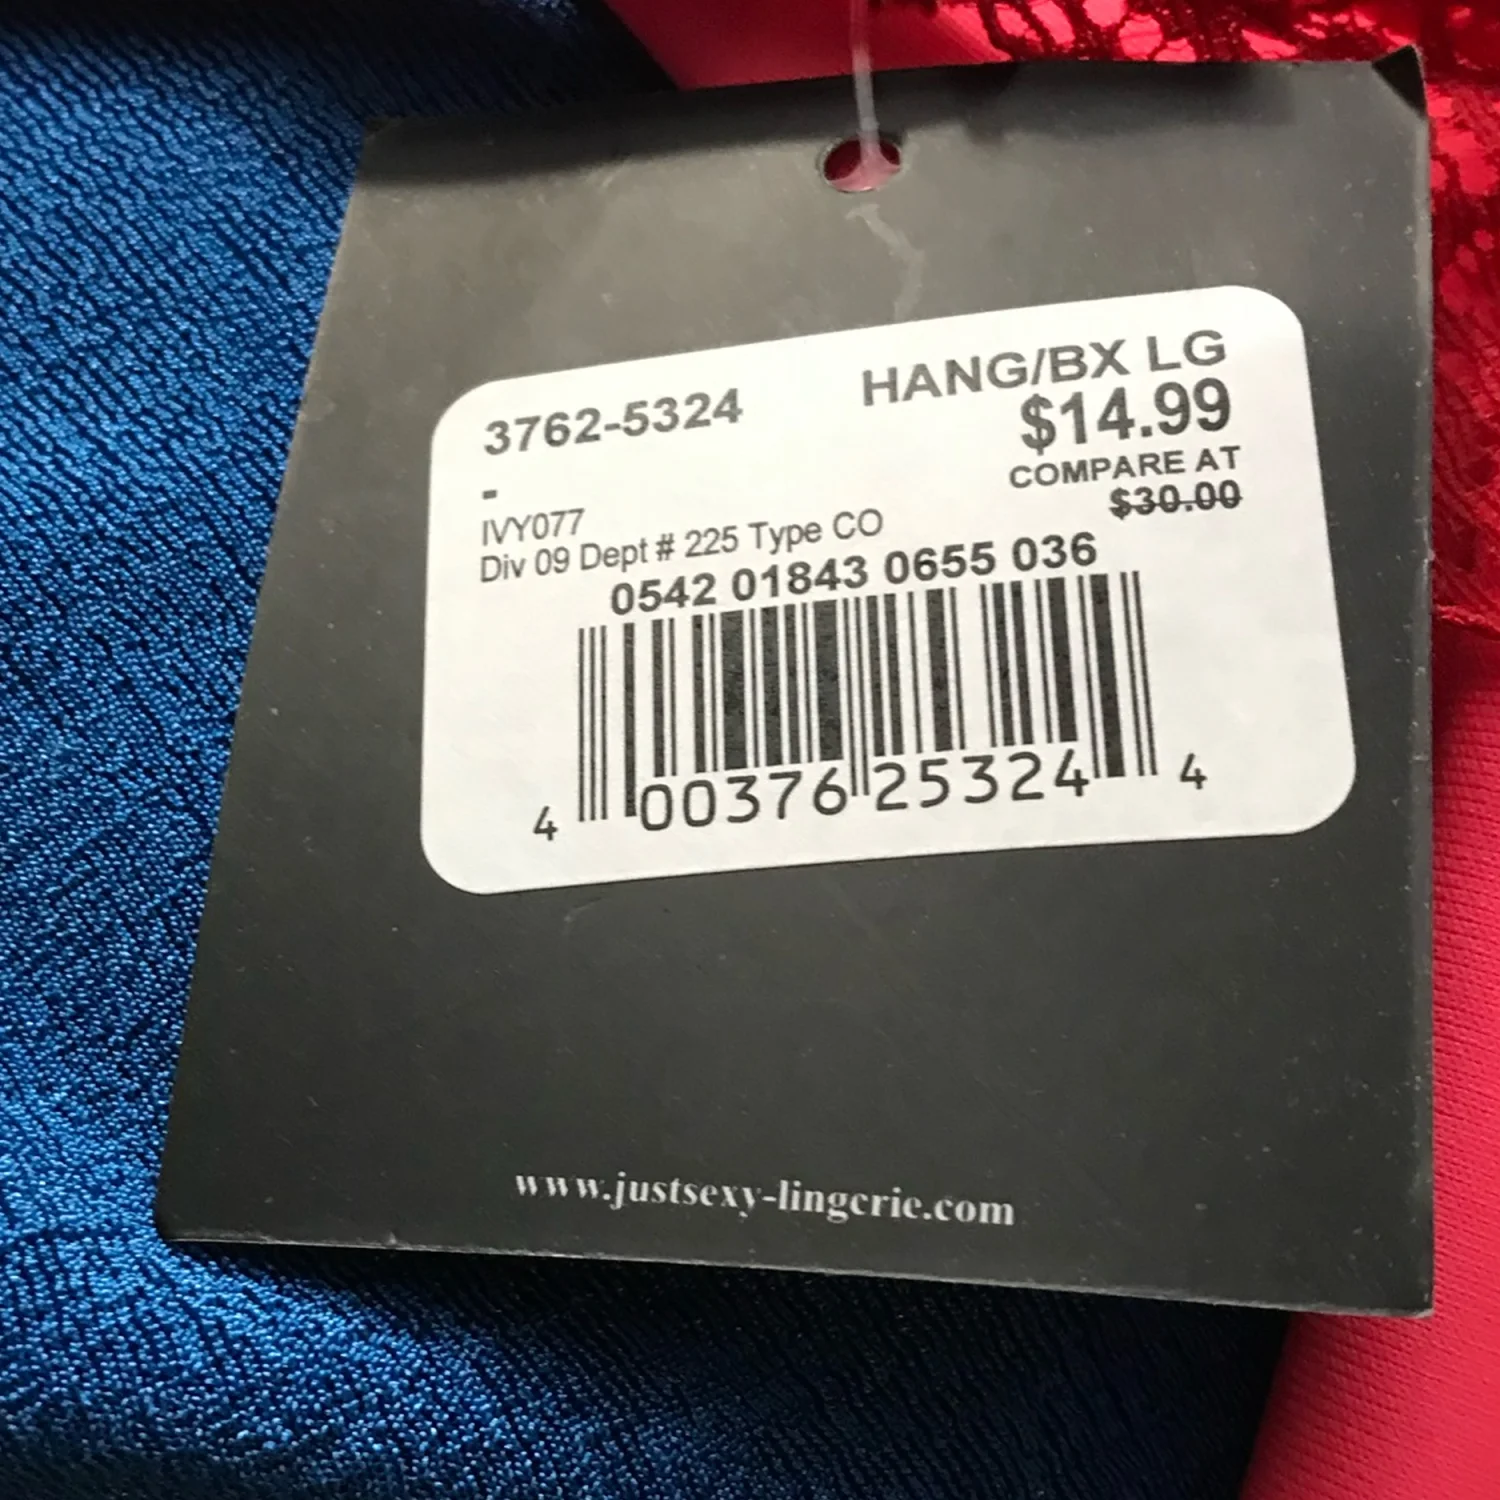 3762-5324
HANG/BX LG
$14.99
COMPARE AT
$30.00
-
IVY077
Div 09 Dept # 225 Type CO
0542 01843 0655 036
4 00376 25324 4
www.justsexy-lingerie.com